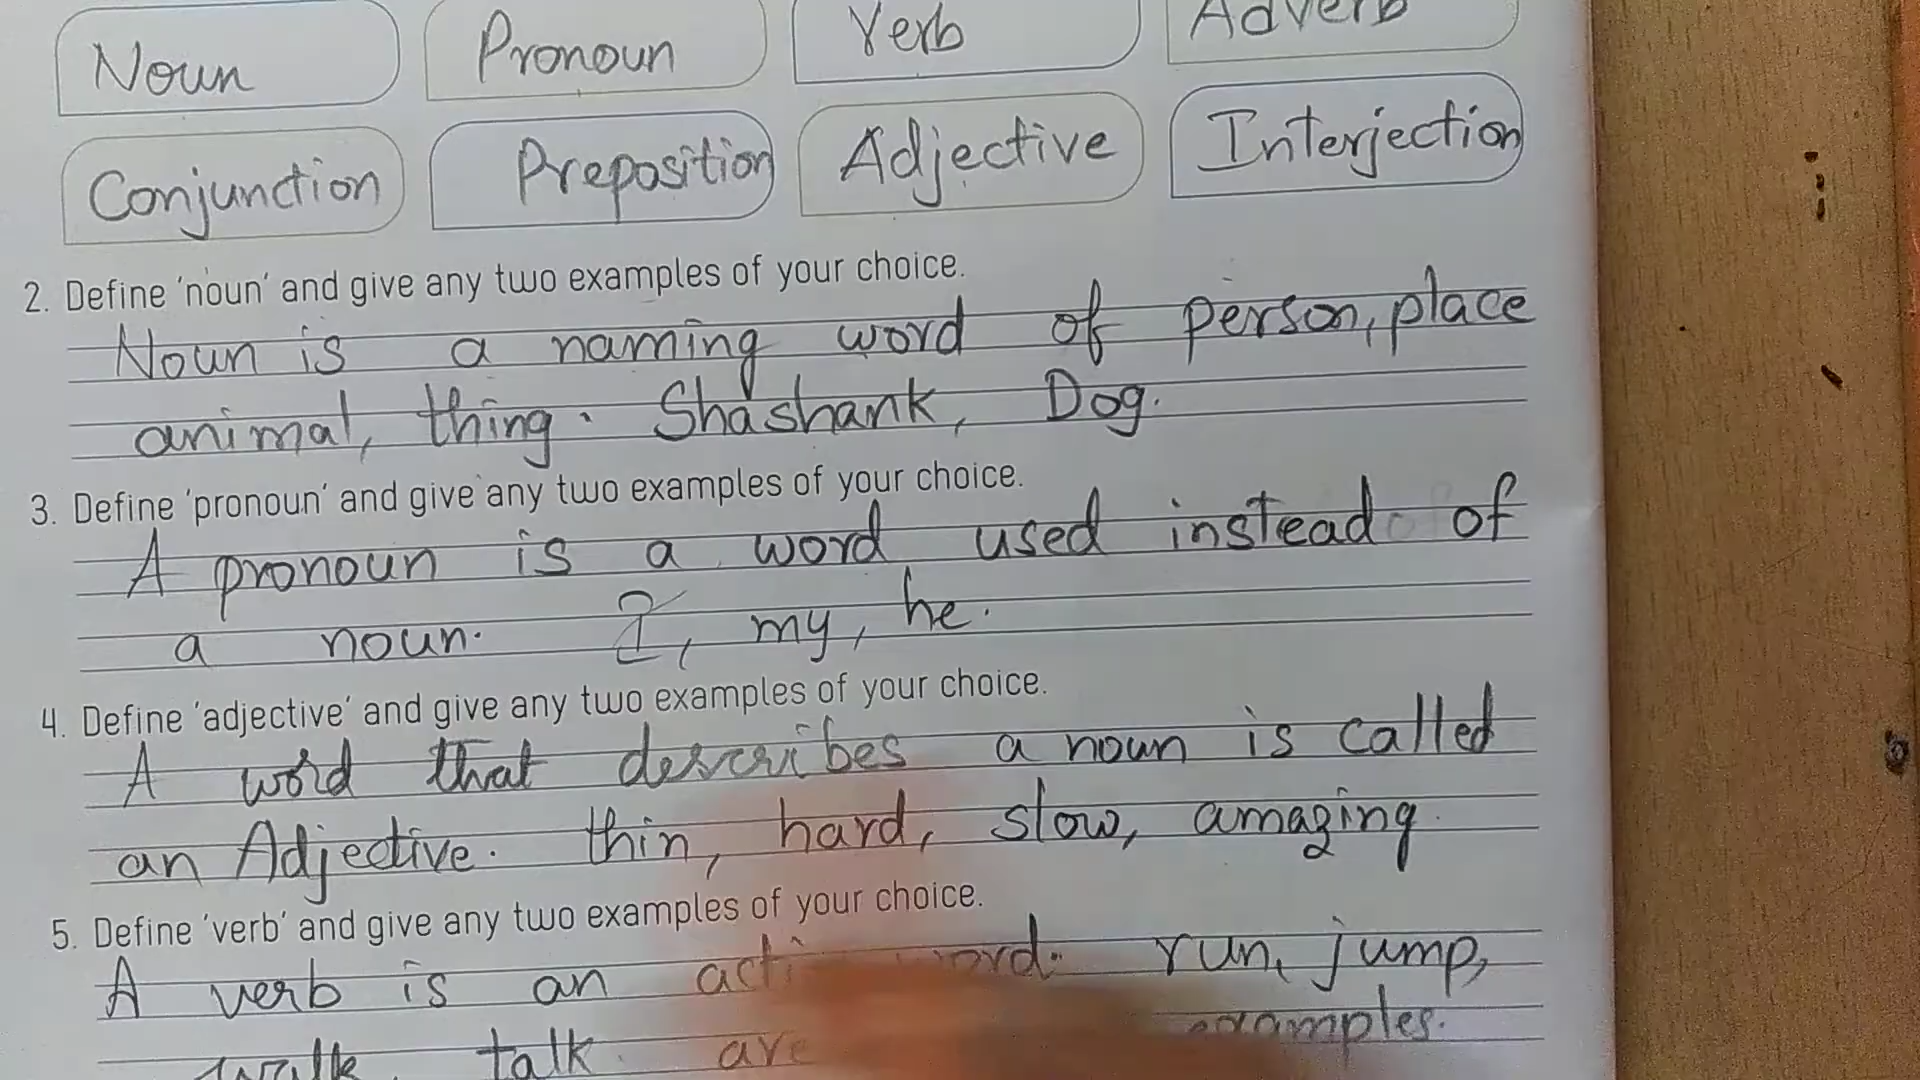 Noun Pronoun Verb Adverb
Conjunction Preposition Adjective Interjection
2. Define 'noun' and give any two examples of your choice.
Noun is a naming word of person, place
animal, thing. Shashank, Dog.
3. Define 'pronoun' and give any two examples of your choice.
A pronoun is a word used instead of
a noun. I, my, he.
4. Define 'adjective' and give any two examples of your choice.
A word that describes a noun is called
an Adjective. thin, hard, slow, amazing.
5. Define 'verb' and give any two examples of your choice.
A verb is an run, jump,
walk, talk are examples.